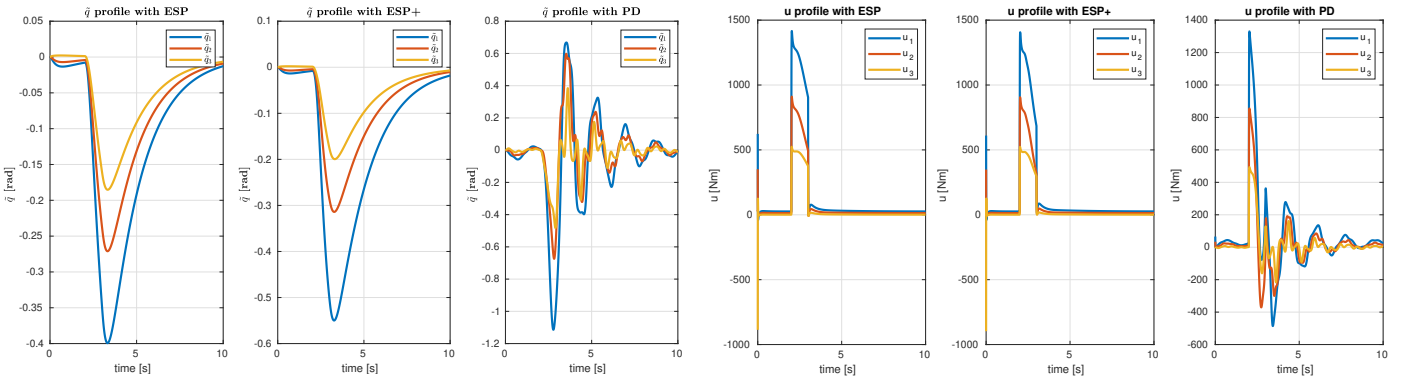 q̃ profile with ESP
q̃ profile with ESP+
q̃ profile with PD
u profile with ESP
u profile with ESP+
u profile with PD
q̃ [rad]
0.05
0
-0.05
-0.1
-0.15
-0.2
-0.25
-0.3
-0.35
-0.4
0 5 10
time [s]
q̃₁
q̃₂
q̃₃
q̃ [rad]
0.1
0
-0.1
-0.2
-0.3
-0.4
-0.5
-0.6
0 5 10
time [s]
q̃₁
q̃₂
q̃₃
q̃ [rad]
0.8
0.6
0.4
0.2
0
-0.2
-0.4
-0.6
-0.8
-1
-1.2
0 5 10
time [s]
q̃₁
q̃₂
q̃₃
u [Nm]
1500
1000
500
0
-500
-1000
0 5 10
time [s]
u₁
u₂
u₃
u [Nm]
1500
1000
500
0
-500
-1000
0 5 10
time [s]
u₁
u₂
u₃
u [Nm]
1400
1200
1000
800
600
400
200
0
-200
-400
-600
0 5 10
time [s]
u₁
u₂
u₃